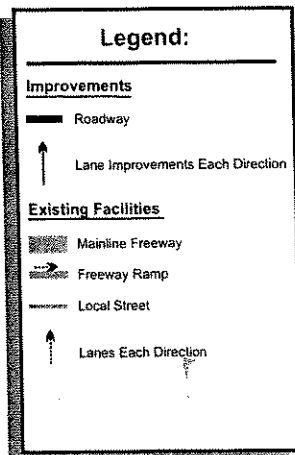 Legend:
Improvements
Roadway
Lane Improvements Each Direction
Existing Facilities
Mainline Freeway
Freeway Ramp
Local Street
Lanes Each Direction